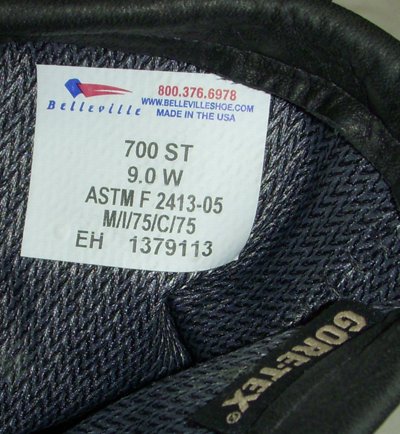 Belleville
800.376.6978
WWW.BELLEVILLESHOE.COM
MADE IN THE USA
700 ST
9.0 W
ASTM F 2413-05
M/I/75/C/75
EH 1379113
GORE-TEX®